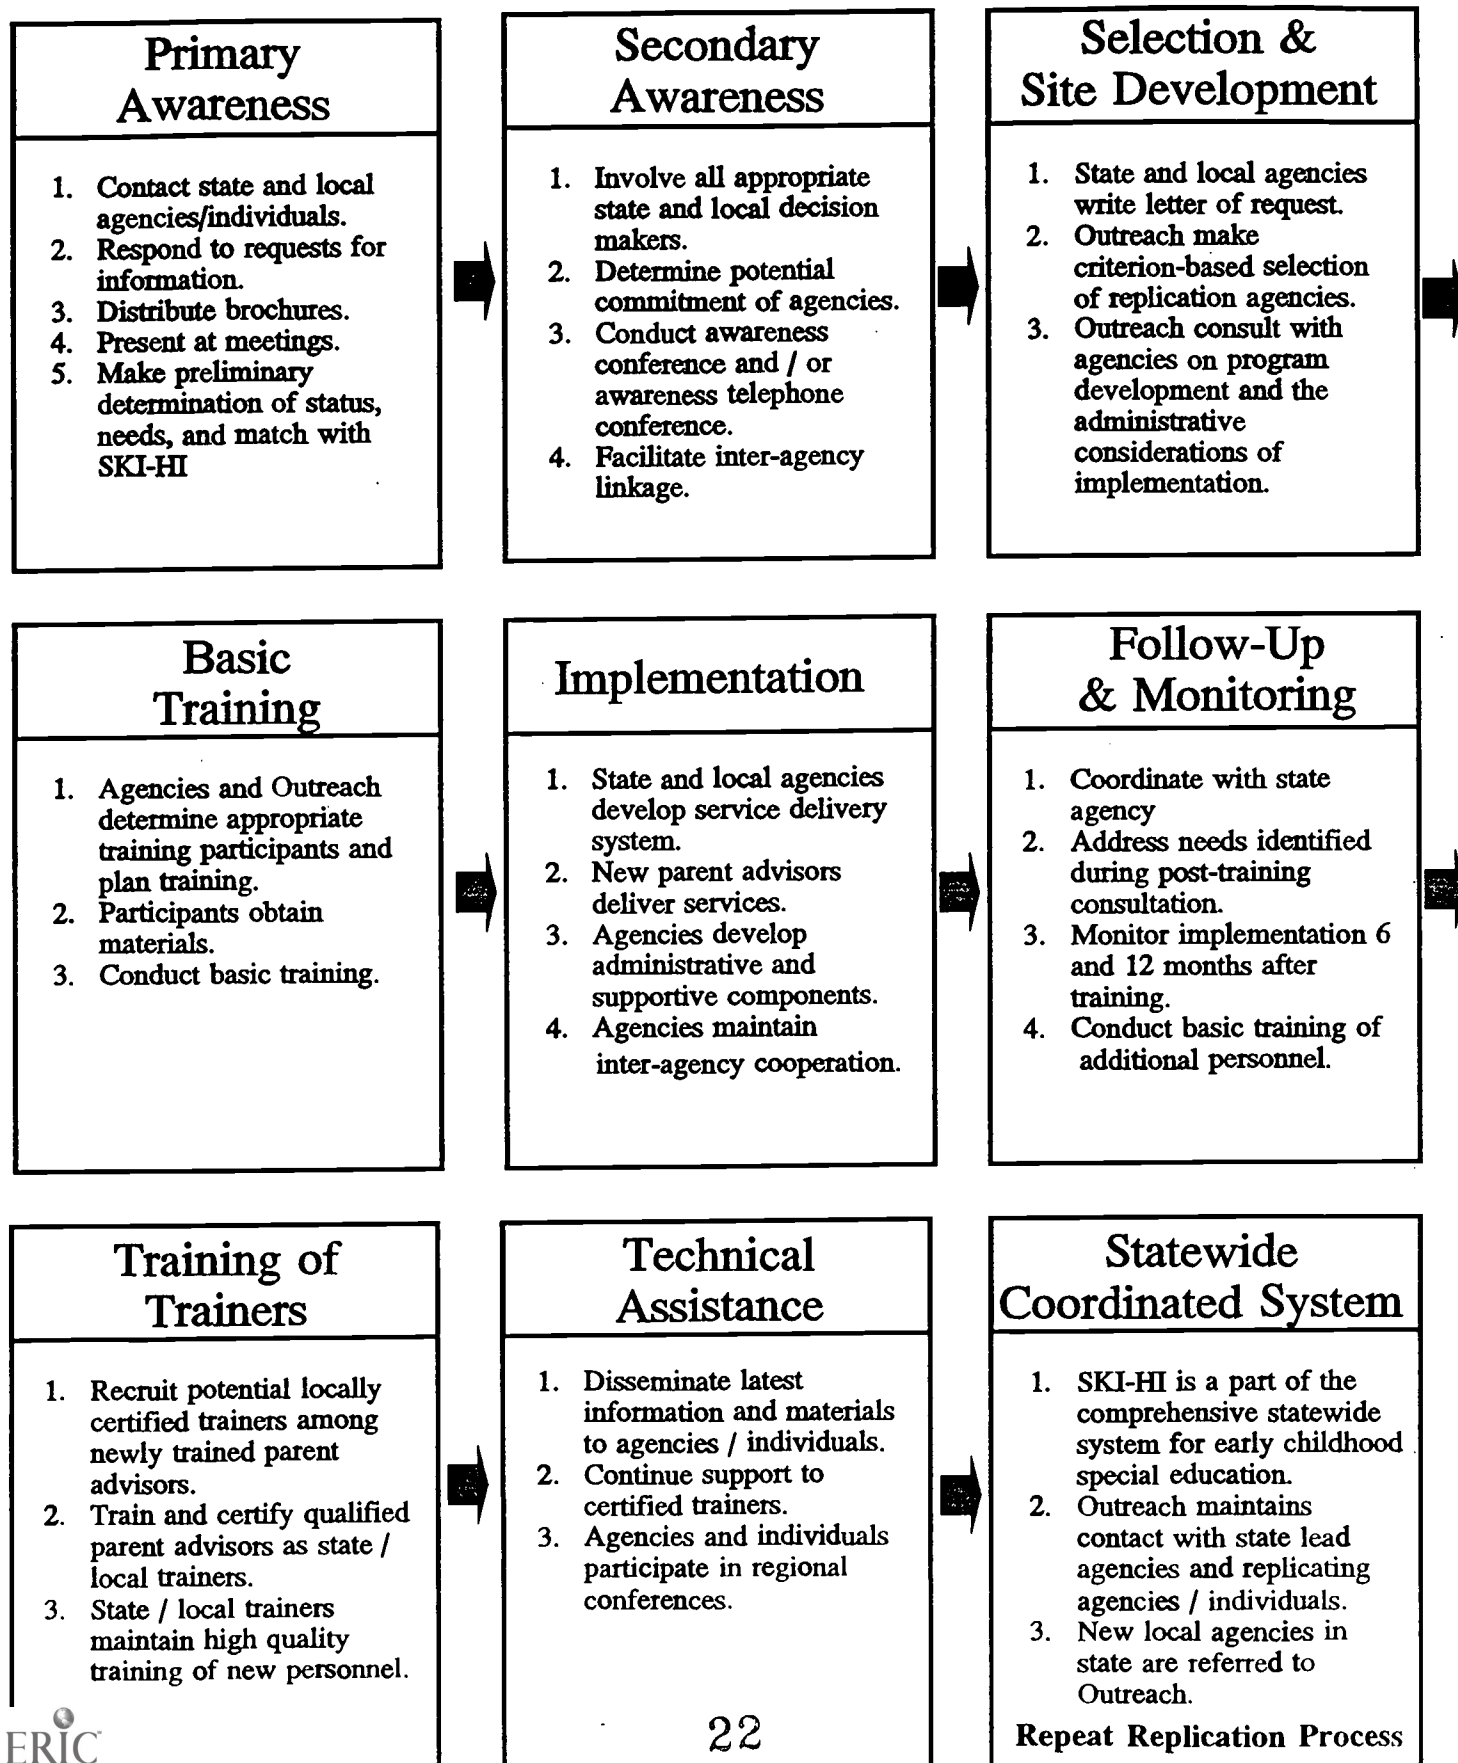 Primary
Awareness
1. Contact state and local
agencies/individuals.
2. Respond to requests for
information.
3. Distribute brochures.
4. Present at meetings.
5. Make preliminary
determination of status,
needs, and match with
SKI-HI
Secondary
Awareness
1. Involve all appropriate
state and local decision
makers.
2. Determine potential
commitment of agencies.
3. Conduct awareness
conference and / or
awareness telephone
conference.
4. Facilitate inter-agency
linkage.
Selection &
Site Development
1. State and local agencies
write letter of request.
2. Outreach make
criterion-based selection
of replication agencies.
3. Outreach consult with
agencies on program
development and the
administrative
considerations of
implementation.
Basic
Training
1. Agencies and Outreach
determine appropriate
training participants and
plan training.
2. Participants obtain
materials.
3. Conduct basic training.
Implementation
1. State and local agencies
develop service delivery
system.
2. New parent advisors
deliver services.
3. Agencies develop
administrative and
supportive components.
4. Agencies maintain
inter-agency cooperation.
Follow-Up
& Monitoring
1. Coordinate with state
agency
2. Address needs identified
during post-training
consultation.
3. Monitor implementation 6
and 12 months after
training.
4. Conduct basic training of
additional personnel.
Training of
Trainers
1. Recruit potential locally
certified trainers among
newly trained parent
advisors.
2. Train and certify qualified
parent advisors as state /
local trainers.
3. State / local trainers
maintain high quality
training of new personnel.
Technical
Assistance
1. Disseminate latest
information and materials
to agencies / individuals.
2. Continue support to
certified trainers.
3. Agencies and individuals
participate in regional
conferences.
Statewide
Coordinated System
1. SKI-HI is a part of the
comprehensive statewide
system for early childhood
special education.
2. Outreach maintains
contact with state lead
agencies and replicating
agencies / individuals.
3. New local agencies in
state are referred to
Outreach.
Repeat Replication Process
22
ERIC